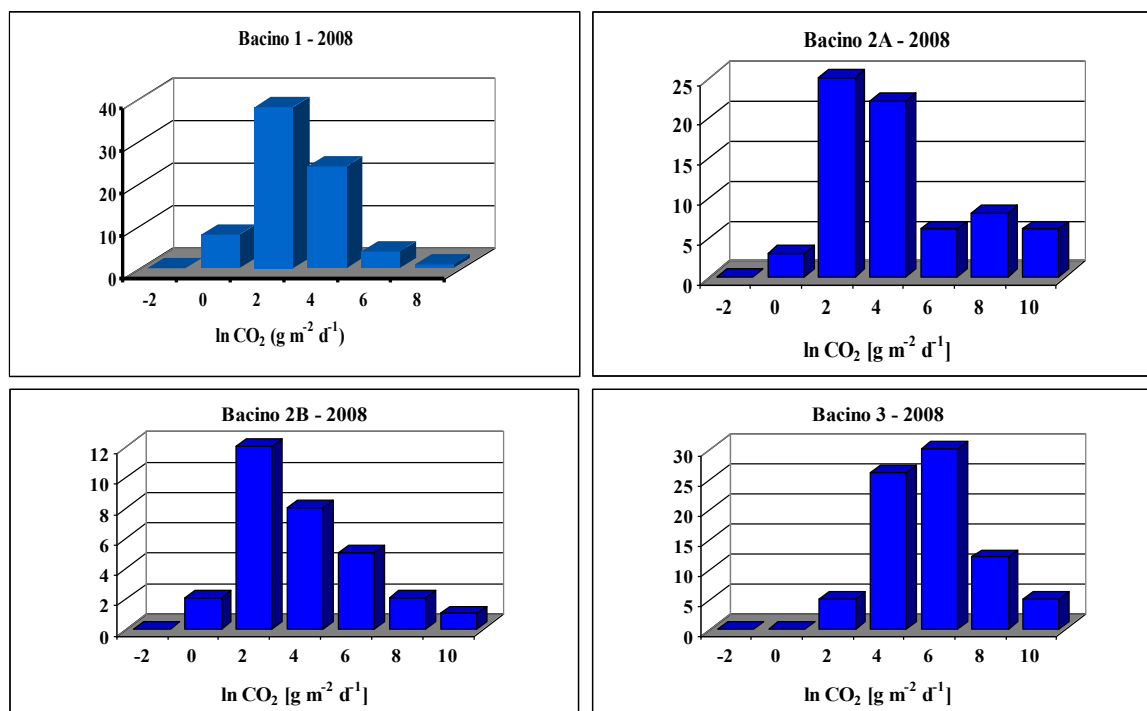 Bacino 1 - 2008
40
30
20
10
0
-2 0 2 4 6 8
ln CO₂ (g m⁻² d⁻¹)
Bacino 2A - 2008
25
20
15
10
5
0
-2 0 2 4 6 8 10
ln CO₂ [g m⁻² d⁻¹]
Bacino 2B - 2008
12
10
8
6
4
2
0
-2 0 2 4 6 8 10
ln CO₂ [g m⁻² d⁻¹]
Bacino 3 - 2008
30
25
20
15
10
5
0
-2 0 2 4 6 8 10
ln CO₂ [g m⁻² d⁻¹]